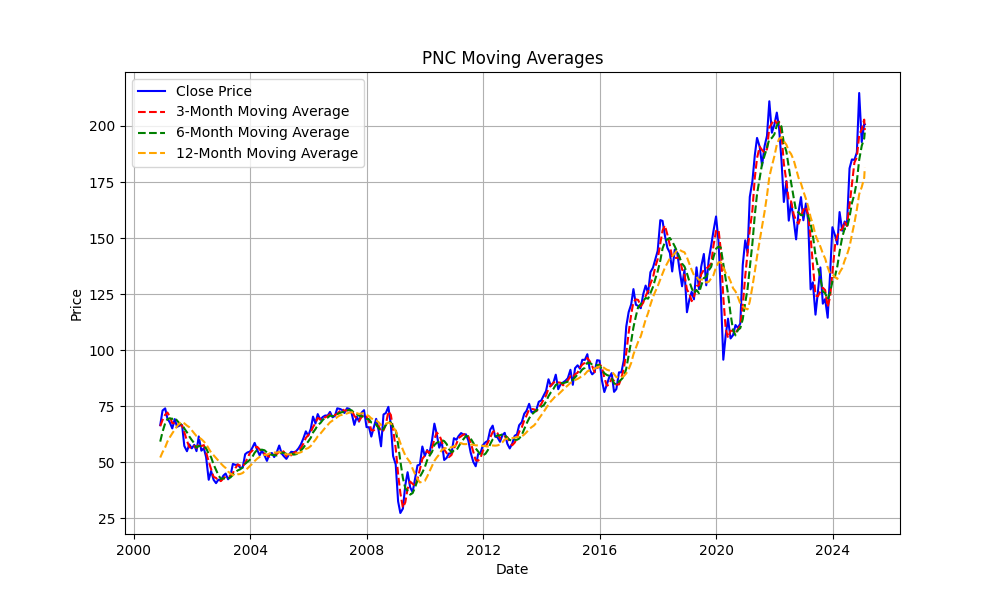 PNC Moving Averages
Close Price
3-Month Moving Average
6-Month Moving Average
12-Month Moving Average
Price
200
175
150
125
100
75
50
25
2000 2004 2008 2012 2016 2020 2024
Date